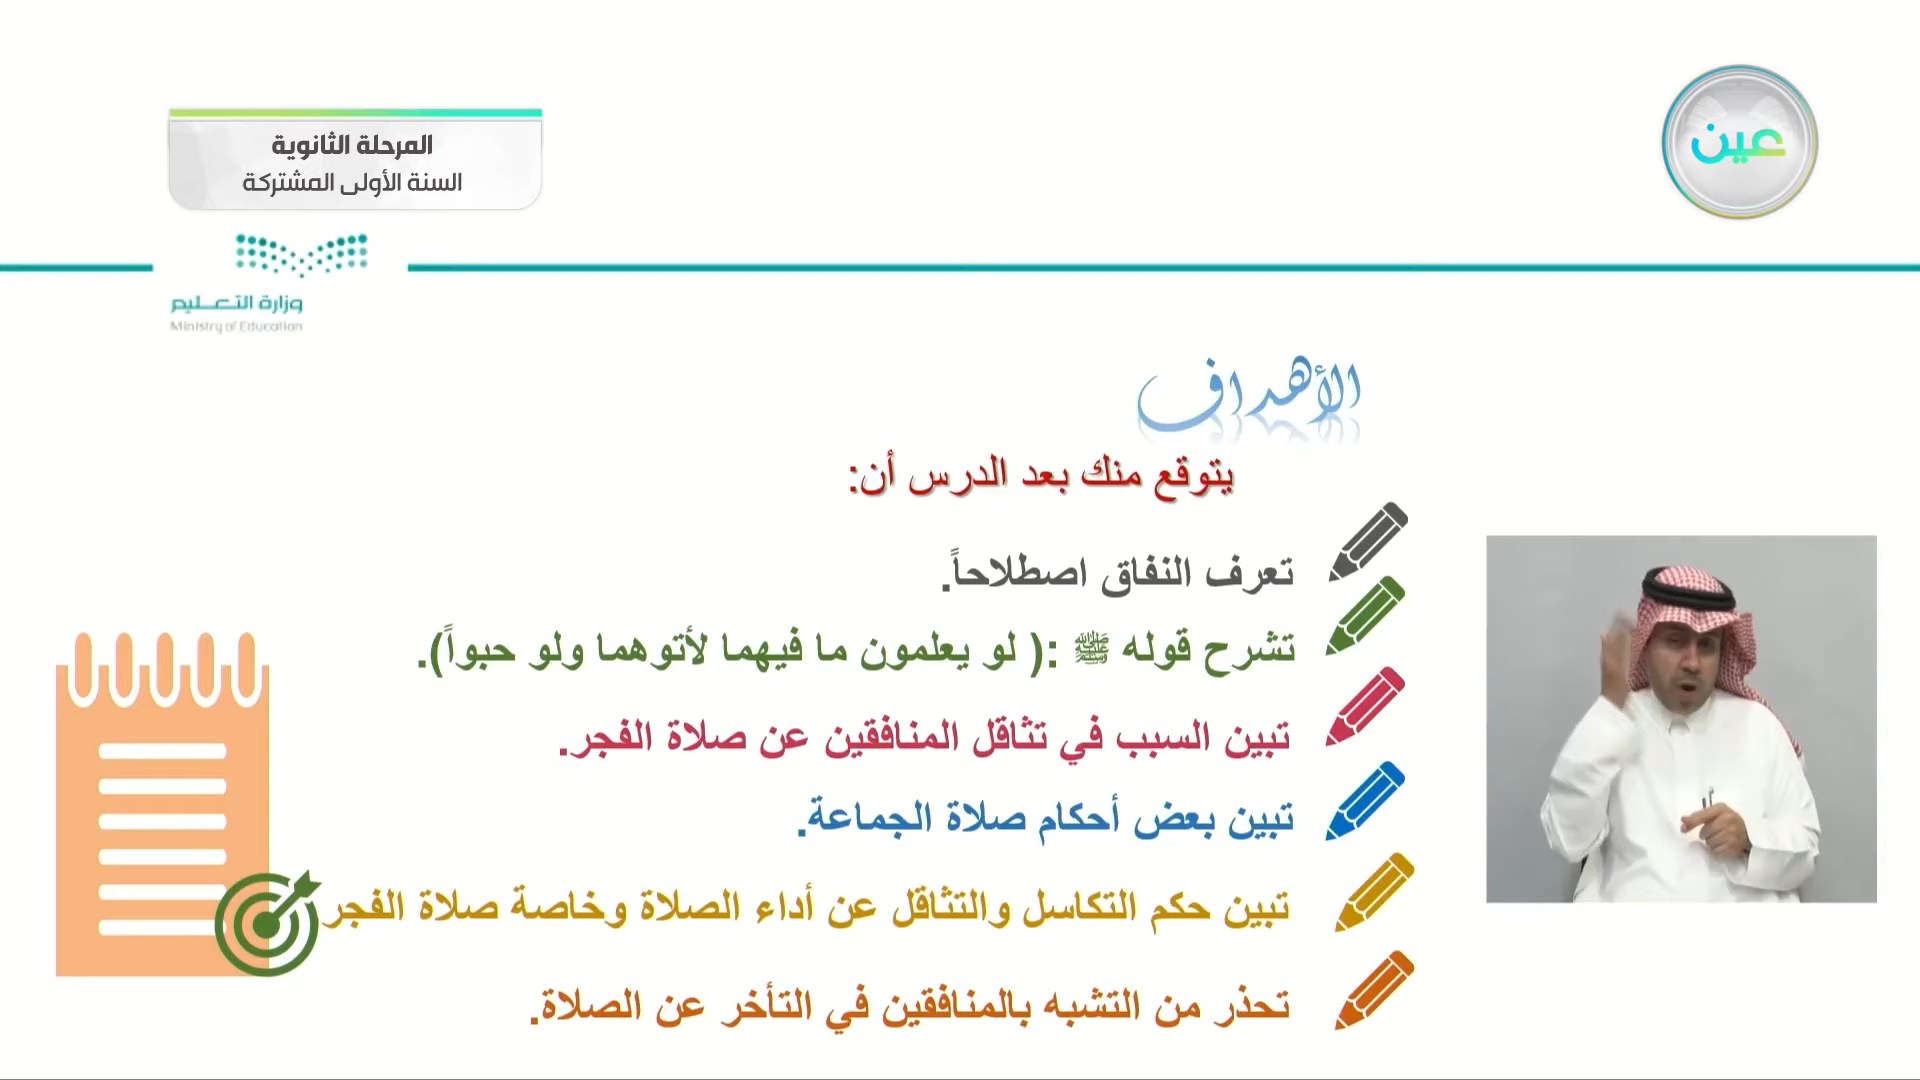 المرحلة الثانوية
السنة الأولى المشتركة
عين
وزارة التعليم
Ministry of Education
الأهداف
يتوقع منك بعد الدرس أن:
تعرف النفاق اصطلاحاً.
تشرح قوله ﷺ :( لو يعلمون ما فيهما لأتوهما ولو حبواً).
تبين السبب في تثاقل المنافقين عن صلاة الفجر.
تبين بعض أحكام صلاة الجماعة.
تبين حكم التكاسل والتثاقل عن أداء الصلاة وخاصة صلاة الفجر
تحذر من التشبه بالمنافقين في التأخر عن الصلاة.